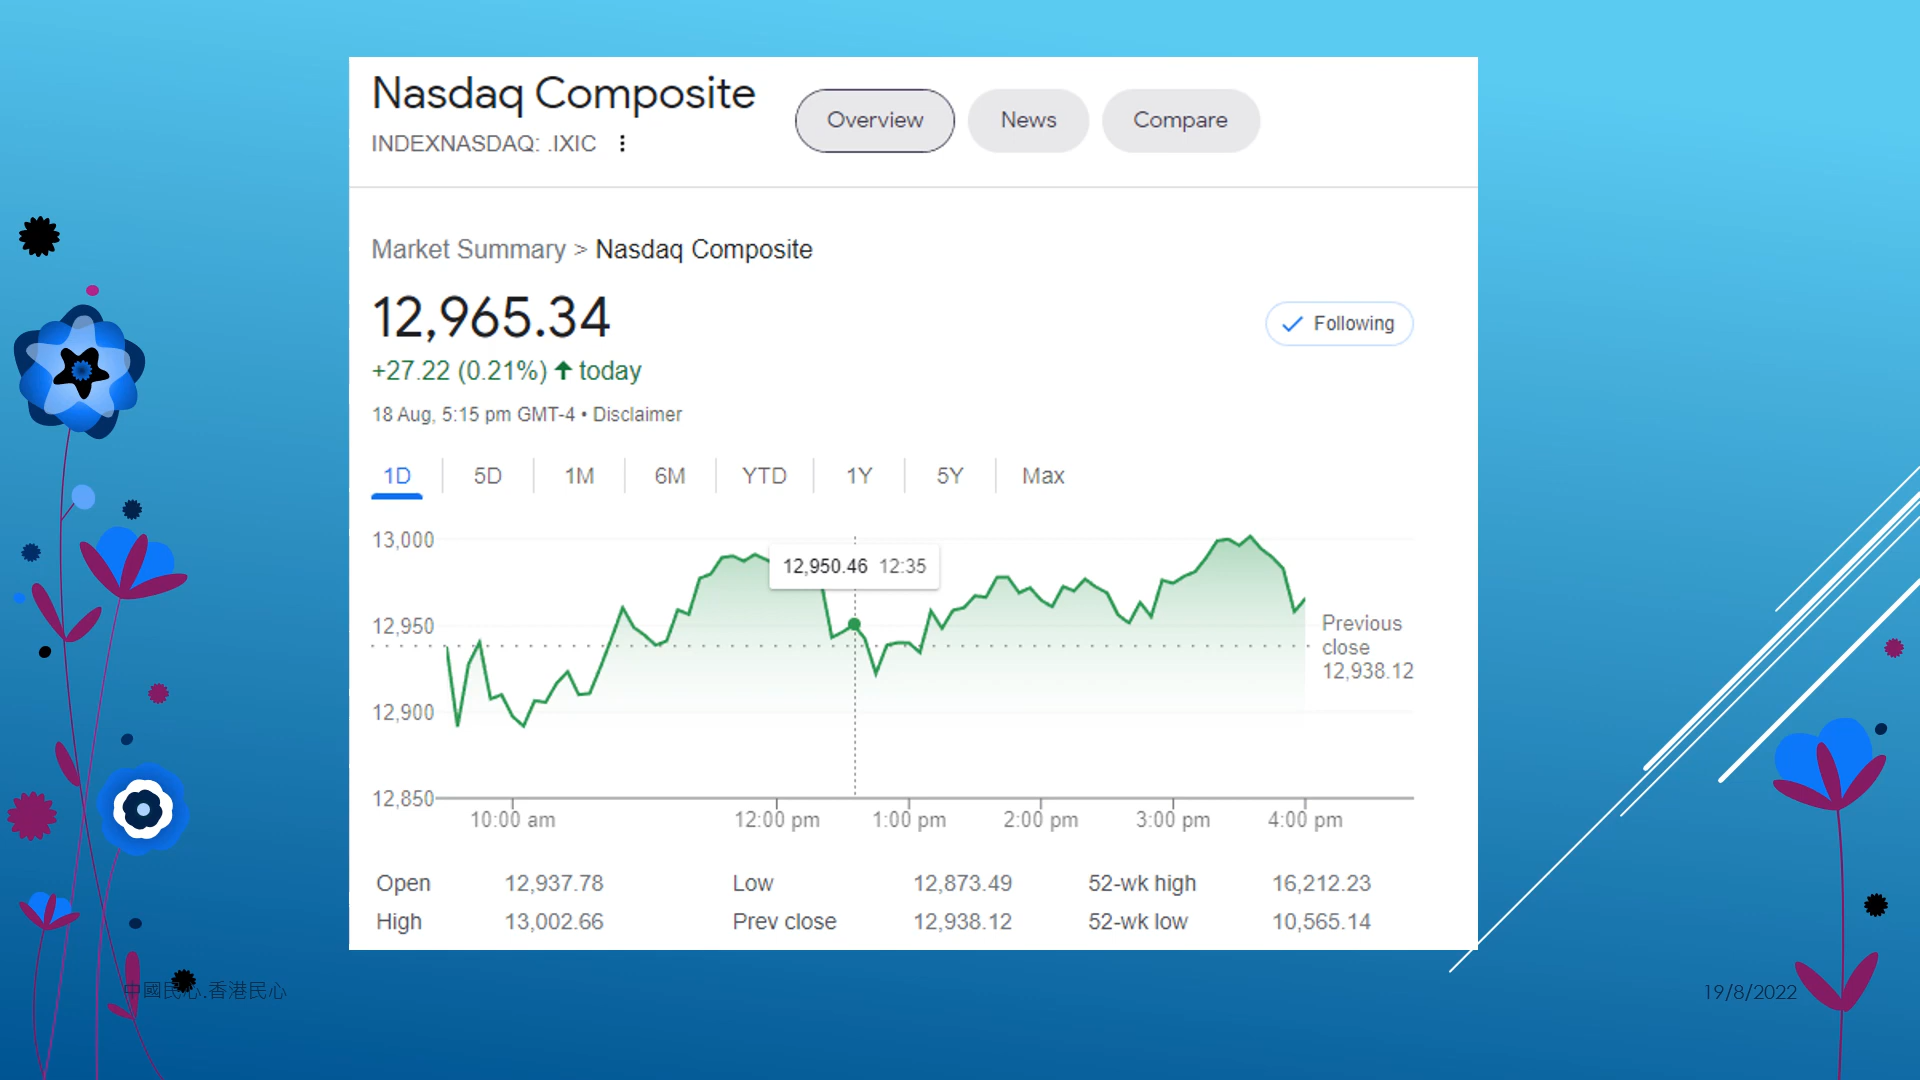 Nasdaq Composite
INDEXNASDAQ: .IXIC
Overview
News
Compare
Market Summary > Nasdaq Composite
12,965.34
+27.22 (0.21%) ↑ today
18 Aug, 5:15 pm GMT-4 • Disclaimer
Following
1D 5D 1M 6M YTD 1Y 5Y Max
13,000
12,950.46 12:35
12,950
12,900
12,850
Previous
close
12,938.12
10:00 am 12:00 pm 1:00 pm 2:00 pm 3:00 pm 4:00 pm
Open 12,937.78 Low 12,873.49 52-wk high 16,212.23
High 13,002.66 Prev close 12,938.12 52-wk low 10,565.14
中國民心.香港民心
19/8/2022